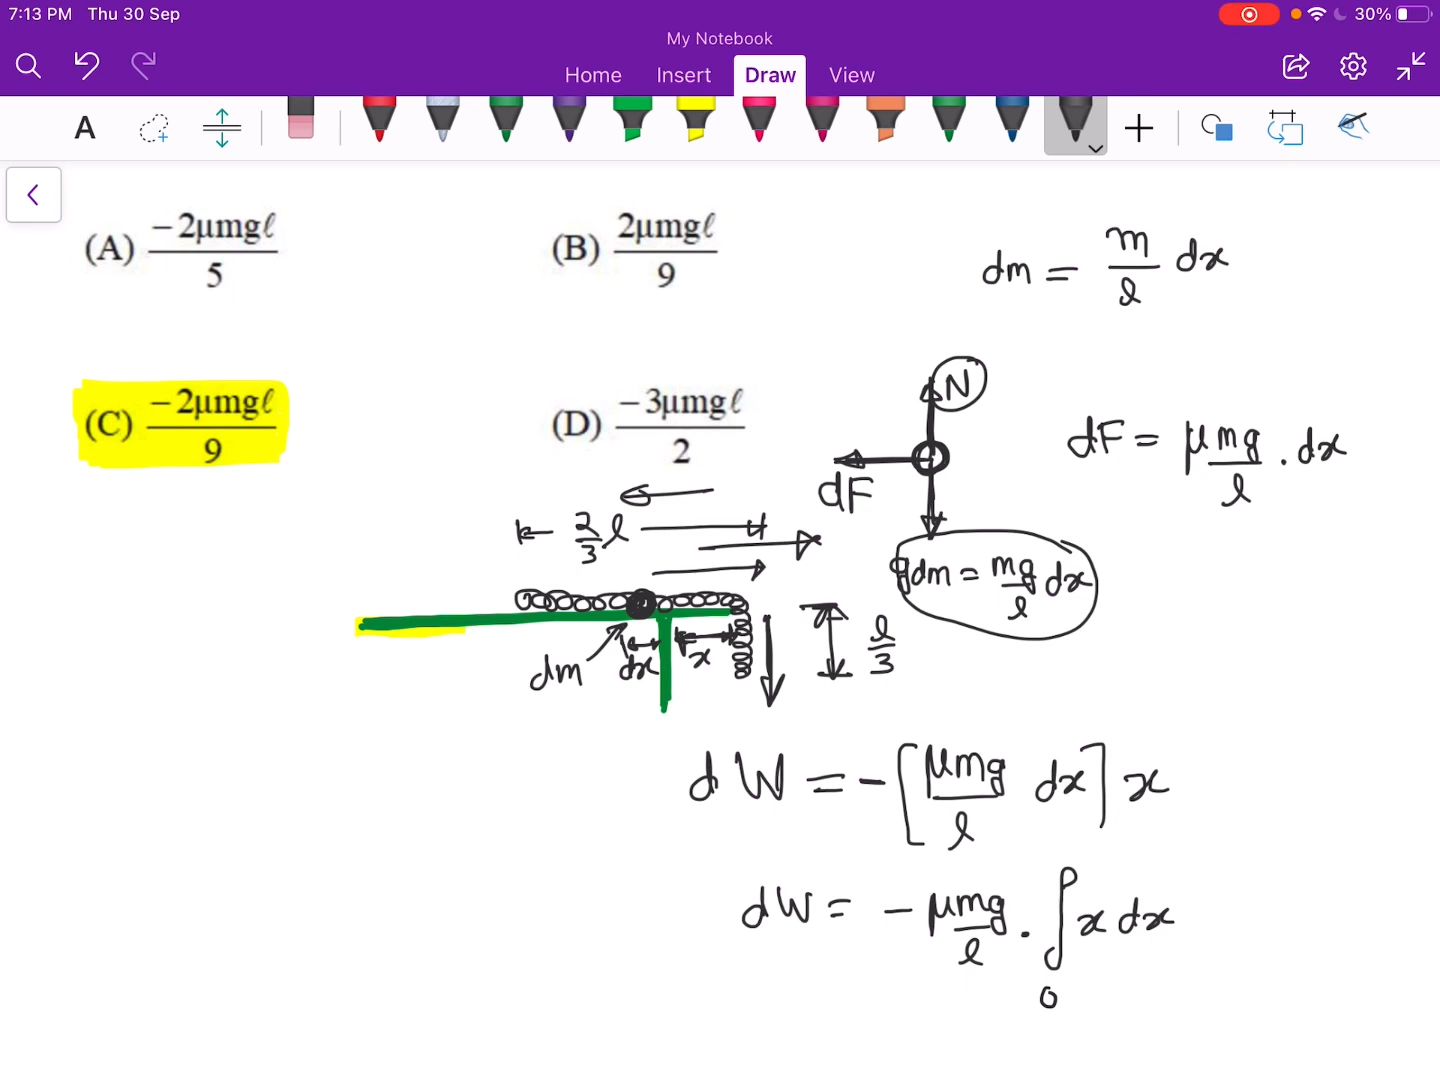 7:13 PM Thu 30 Sep
30%
My Notebook
Home Insert Draw View
A
(A) −2μmgℓ / 5
(B) 2μmgℓ / 9
dm = m/l dx
(C) −2μmgℓ / 9
(D) −3μmgℓ / 2
N
dF
dF = μmg/l . dx
2/3 l
gdm = mg/l dx
dm
dx
x
l/3
dW = −[μmg/l dx] x
dW = − μmg/l . ∫ x dx
0